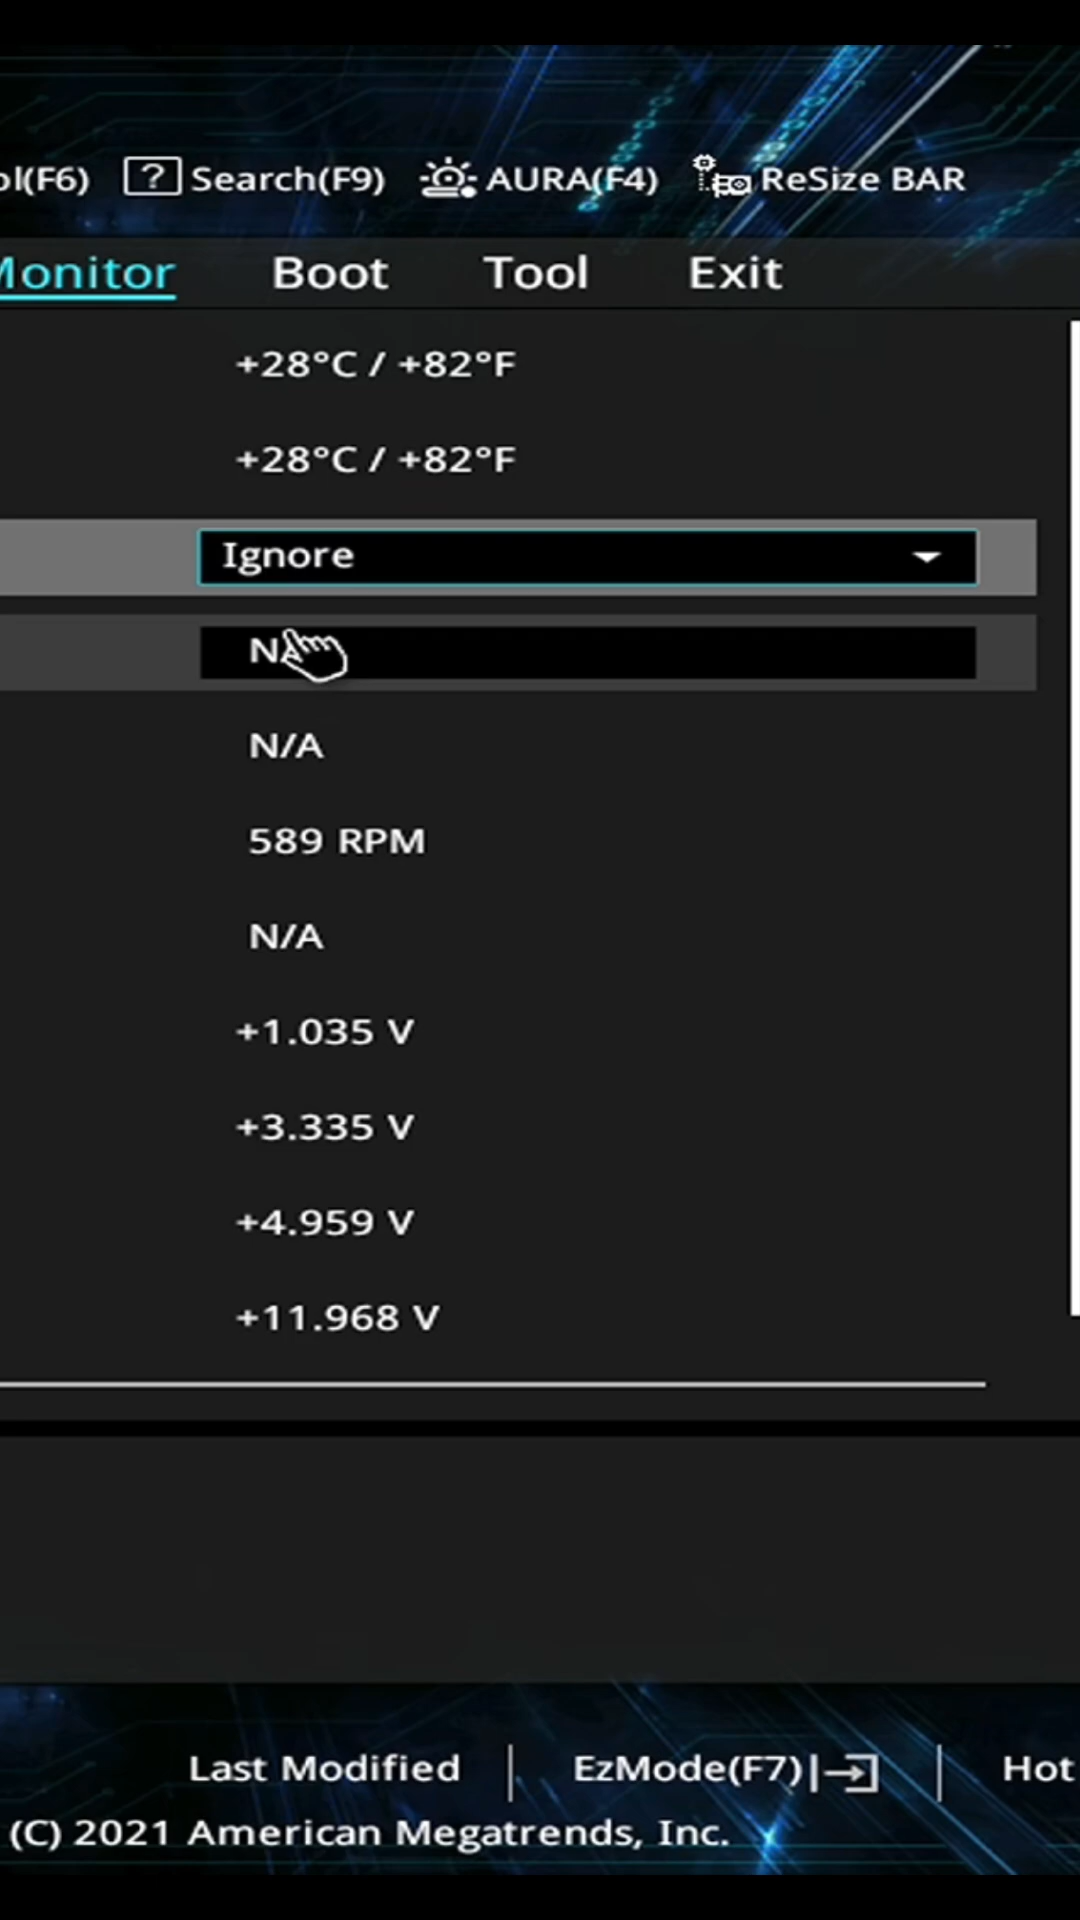 ol(F6) ? Search(F9) AURA(F4) ReSize BAR
Monitor Boot Tool Exit
+28°C / +82°F
+28°C / +82°F
Ignore
N/A
N/A
589 RPM
N/A
+1.035 V
+3.335 V
+4.959 V
+11.968 V
Last Modified | EzMode(F7) | Hot
(C) 2021 American Megatrends, Inc.